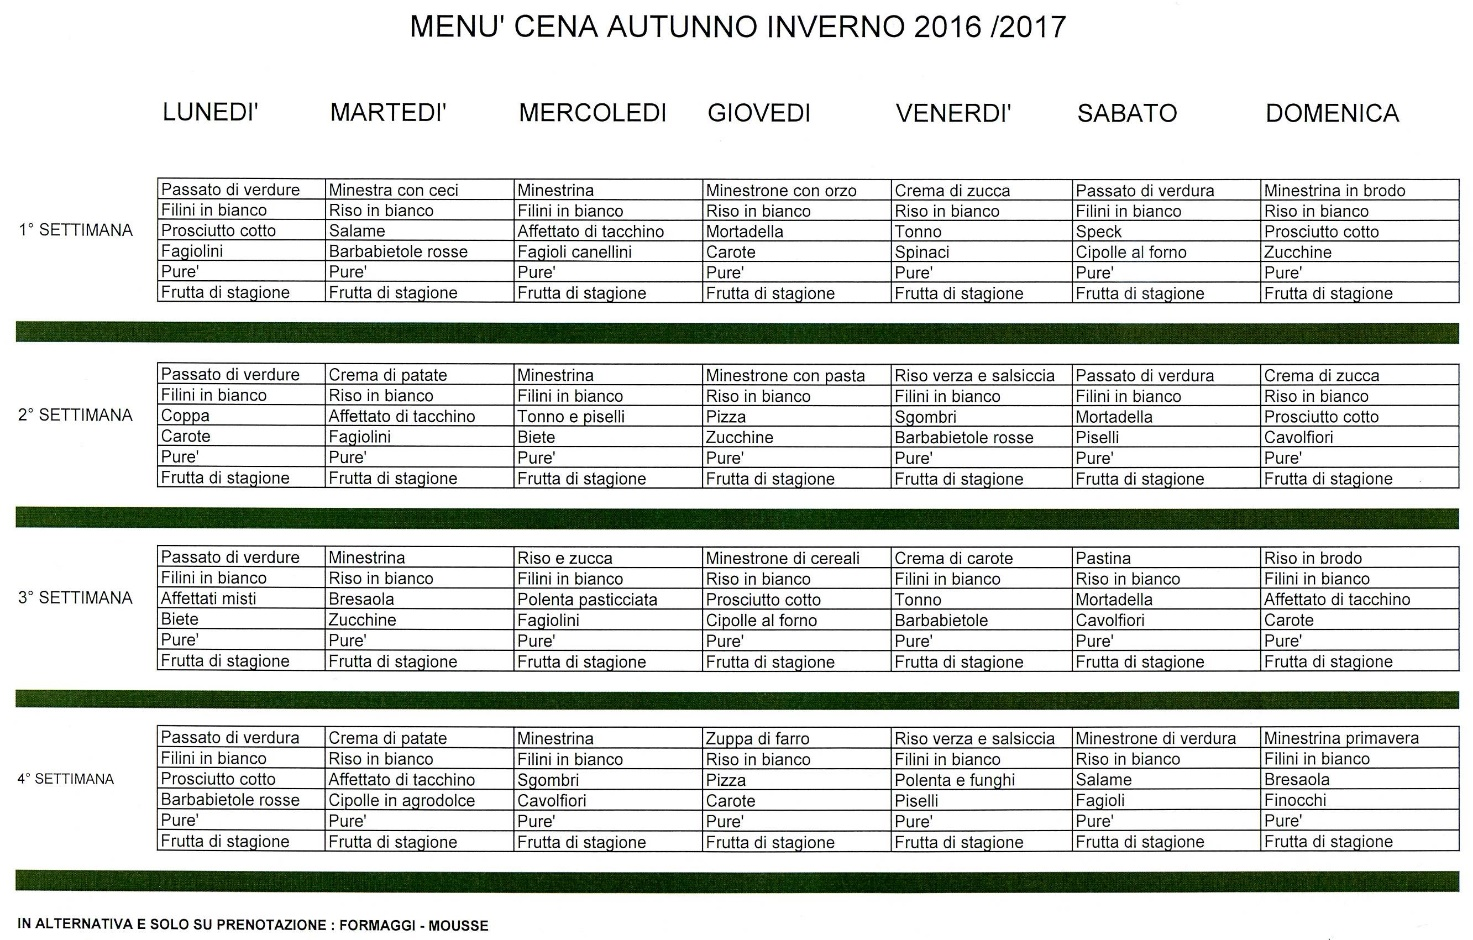 MENU' CENA AUTUNNO INVERNO 2016 /2017
LUNEDI' MARTEDI' MERCOLEDI GIOVEDI VENERDI' SABATO DOMENICA
Passato di verdure Minestra con ceci Minestrina Minestrone con orzo Crema di zucca Passato di verdura Minestrina in brodo
Filini in bianco Riso in bianco Filini in bianco Riso in bianco Riso in bianco Filini in bianco Riso in bianco
1° SETTIMANA Prosciutto cotto Salame Affettato di tacchino Mortadella Tonno Speck Prosciutto cotto
Fagiolini Barbabietole rosse Fagioli canellini Carote Spinaci Cipolle al forno Zucchine
Pure' Pure' Pure' Pure' Pure' Pure' Pure'
Frutta di stagione Frutta di stagione Frutta di stagione Frutta di stagione Frutta di stagione Frutta di stagione Frutta di stagione
Passato di verdure Crema di patate Minestrina Minestrone con pasta Riso verza e salsiccia Passato di verdura Crema di zucca
Filini in bianco Riso in bianco Filini in bianco Riso in bianco Filini in bianco Filini in bianco Riso in bianco
2° SETTIMANA Coppa Affettato di tacchino Tonno e piselli Pizza Sgombri Mortadella Prosciutto cotto
Carote Fagiolini Biete Zucchine Barbabietole rosse Piselli Cavolfiori
Pure' Pure' Pure' Pure' Pure' Pure' Pure'
Frutta di stagione Frutta di stagione Frutta di stagione Frutta di stagione Frutta di stagione Frutta di stagione Frutta di stagione
Passato di verdure Minestrina Riso e zucca Minestrone di cereali Crema di carote Pastina Riso in brodo
Filini in bianco Riso in bianco Filini in bianco Riso in bianco Filini in bianco Riso in bianco Filini in bianco
3° SETTIMANA Affettati misti Bresaola Polenta pasticciata Prosciutto cotto Tonno Mortadella Affettato di tacchino
Biete Zucchine Fagiolini Cipolle al forno Barbabietole Cavolfiori Carote
Pure' Pure' Pure' Pure' Pure' Pure' Pure'
Frutta di stagione Frutta di stagione Frutta di stagione Frutta di stagione Frutta di stagione Frutta di stagione Frutta di stagione
Passato di verdura Crema di patate Minestrina Zuppa di farro Riso verza e salsiccia Minestrone di verdura Minestrina primavera
Filini in bianco Riso in bianco Filini in bianco Riso in bianco Filini in bianco Riso in bianco Filini in bianco
4° SETTIMANA Prosciutto cotto Affettato di tacchino Sgombri Pizza Polenta e funghi Salame Bresaola
Barbabietole rosse Cipolle in agrodolce Cavolfiori Carote Piselli Fagioli Finocchi
Pure' Pure' Pure' Pure' Pure' Pure' Pure'
Frutta di stagione Frutta di stagione Frutta di stagione Frutta di stagione Frutta di stagione Frutta di stagione Frutta di stagione
IN ALTERNATIVA E SOLO SU PRENOTAZIONE : FORMAGGI - MOUSSE